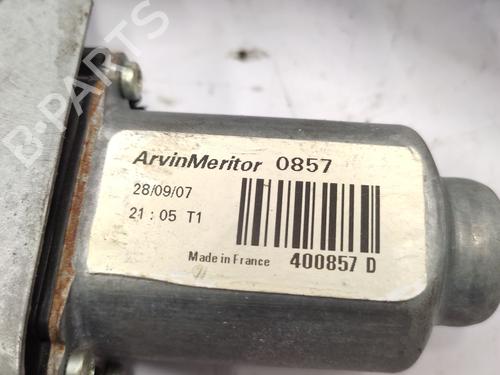 B-PARTS
ArvinMeritor 0857
28/09/07
21 : 05 T1
Made in France 400857 D